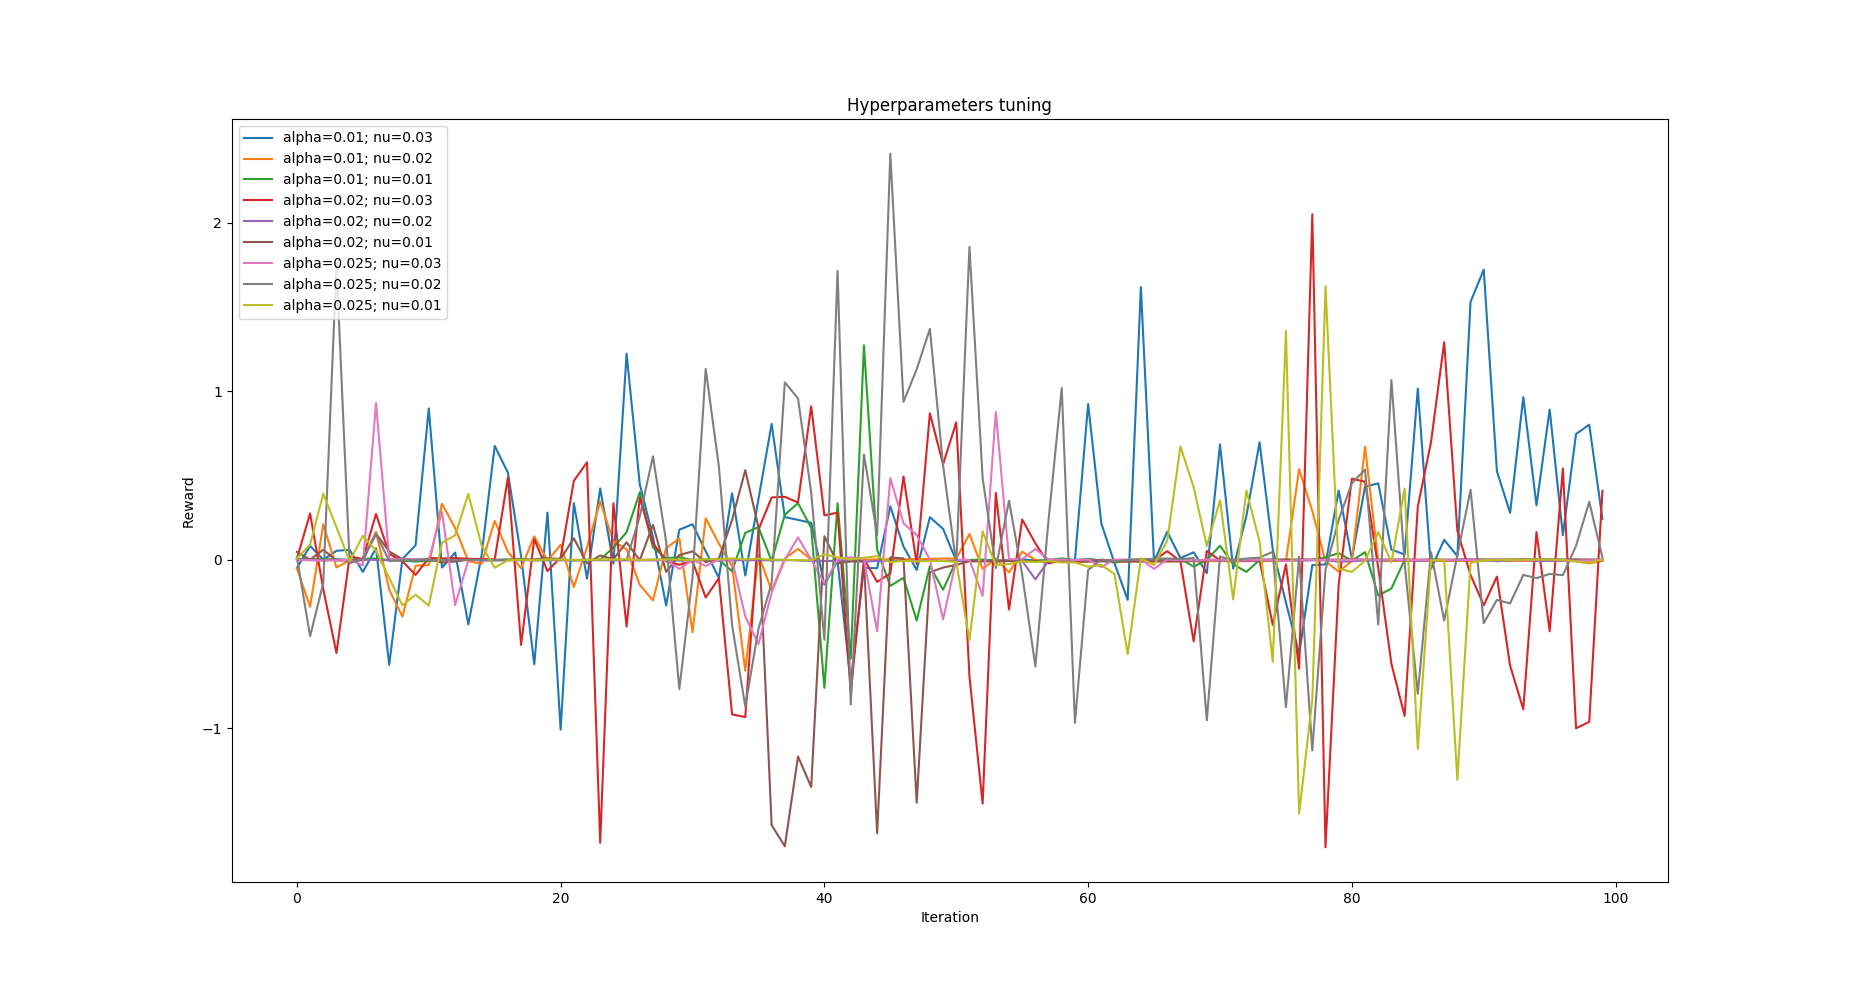 Hyperparameters tuning
alpha=0.01; nu=0.03
alpha=0.01; nu=0.02
alpha=0.01; nu=0.01
alpha=0.02; nu=0.03
alpha=0.02; nu=0.02
alpha=0.02; nu=0.01
alpha=0.025; nu=0.03
alpha=0.025; nu=0.02
alpha=0.025; nu=0.01
2
1
0
−1
Reward
0
20
40
60
80
100
Iteration